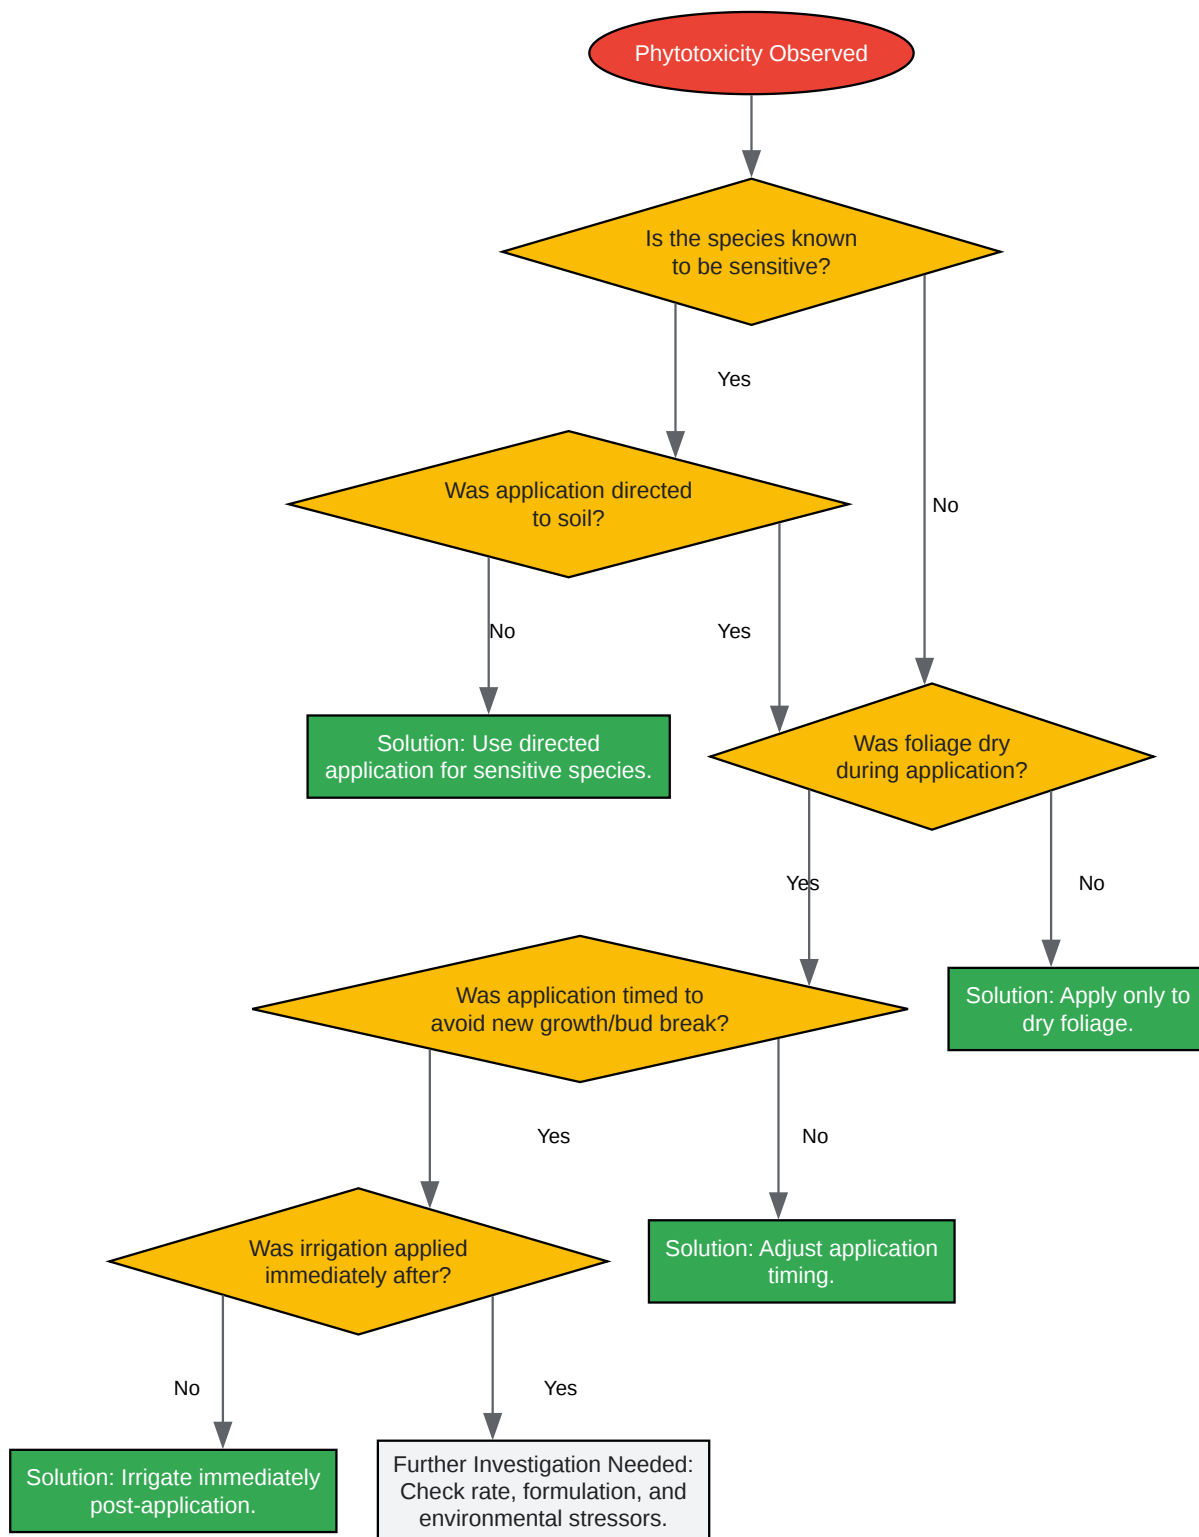 Phytotoxicity Observed
Is the species known
to be sensitive?
Yes
No
Was application directed
to soil?
No
Yes
Solution: Use directed
application for sensitive species.
Was foliage dry
during application?
Yes
No
Solution: Apply only to
dry foliage.
Was application timed to
avoid new growth/bud break?
Yes
No
Solution: Adjust application
timing.
Was irrigation applied
immediately after?
No
Yes
Solution: Irrigate immediately
post-application.
Further Investigation Needed:
Check rate, formulation, and
environmental stressors.